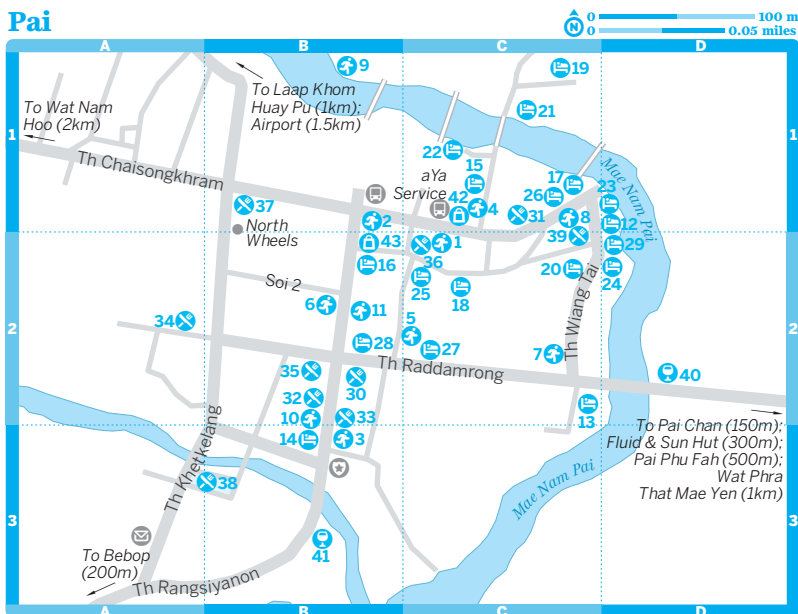 Pai
N
0 100 m
0 0.05 miles
A B C D
1
1
2
2
3
3
A B C D
To Wat Nam
Hoo (2km)
To Laap Khom
Huay Pu (1km);
Airport (1.5km)
Th Chaisongkhram
North
Wheels
aYa
Service
Mae Nam Pai
Soi 2
Th Wiang Tai
Th Raddamrong
Th Khetkelang
To Pai Chan (150m);
Fluid & Sun Hut (300m);
Pai Phu Fah (500m);
Wat Phra
That Mae Yen (1km)
Mae Nam Pai
To Bebop
(200m)
Th Rangsiyanon
9
19
21
22
15
17
23
26
42
4
31
8
12
37
2
43
1
39
29
16
36
25
18
20
24
6
11
5
34
28
27
7
35
30
40
32
33
10
13
14
3
38
41